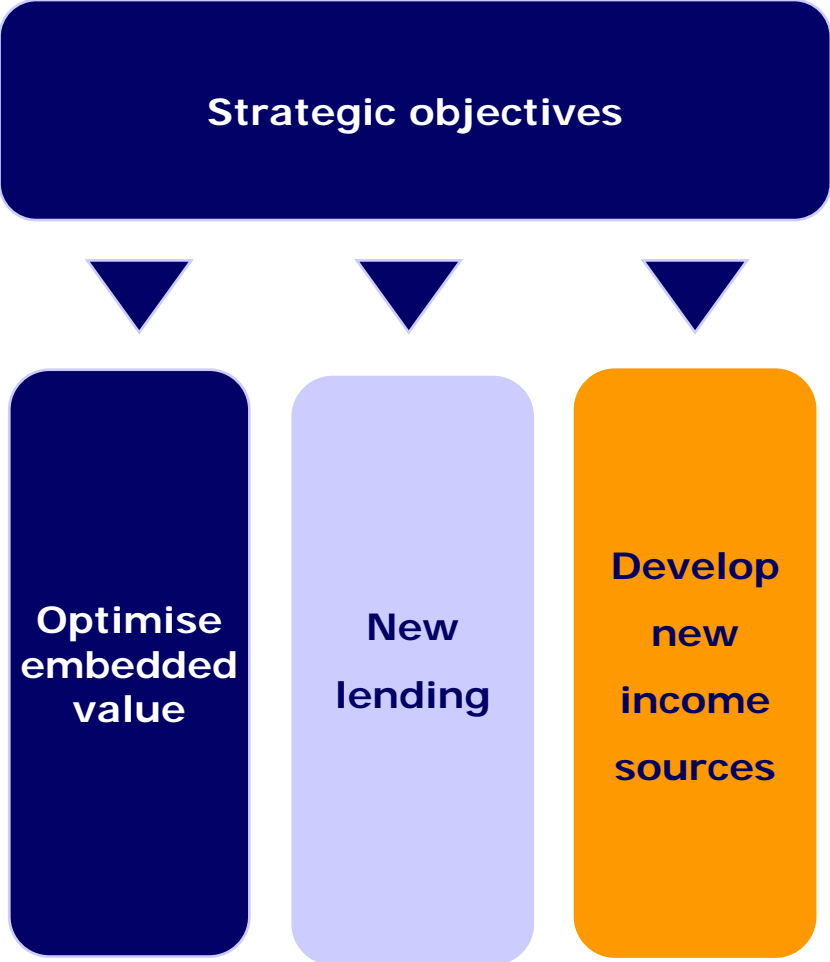 Strategic objectives
Optimise
embedded
value
New
lending
Develop
new
income
sources